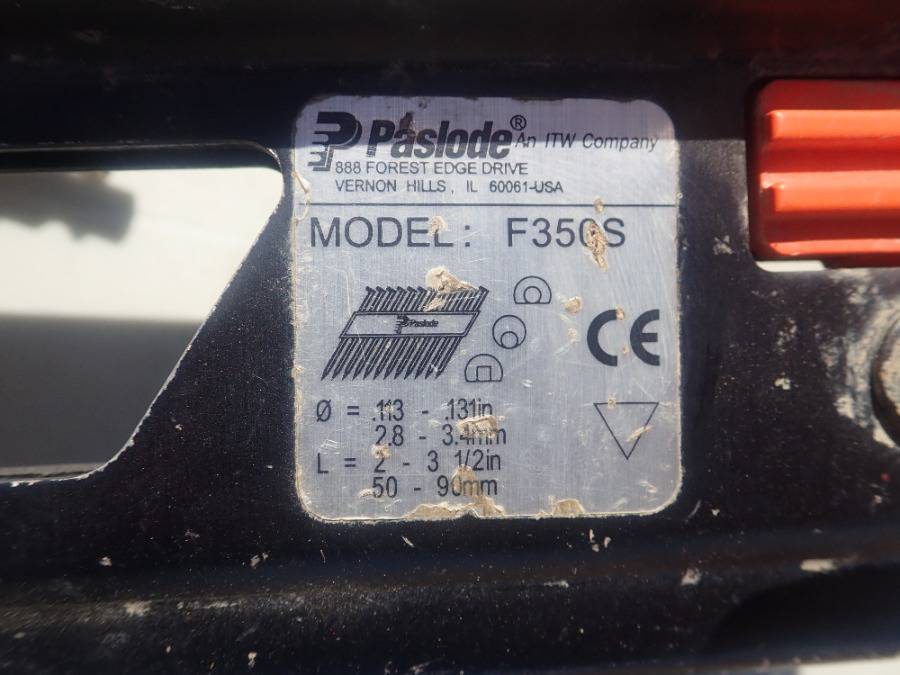 Paslode® An ITW Company
888 FOREST EDGE DRIVE
VERNON HILLS, IL 60061-USA
MODEL: F350S
Paslode
CE
Ø = .113 - .131in
2.8 - 3.4mm
L = 2 - 3 1/2in
50 - 90mm